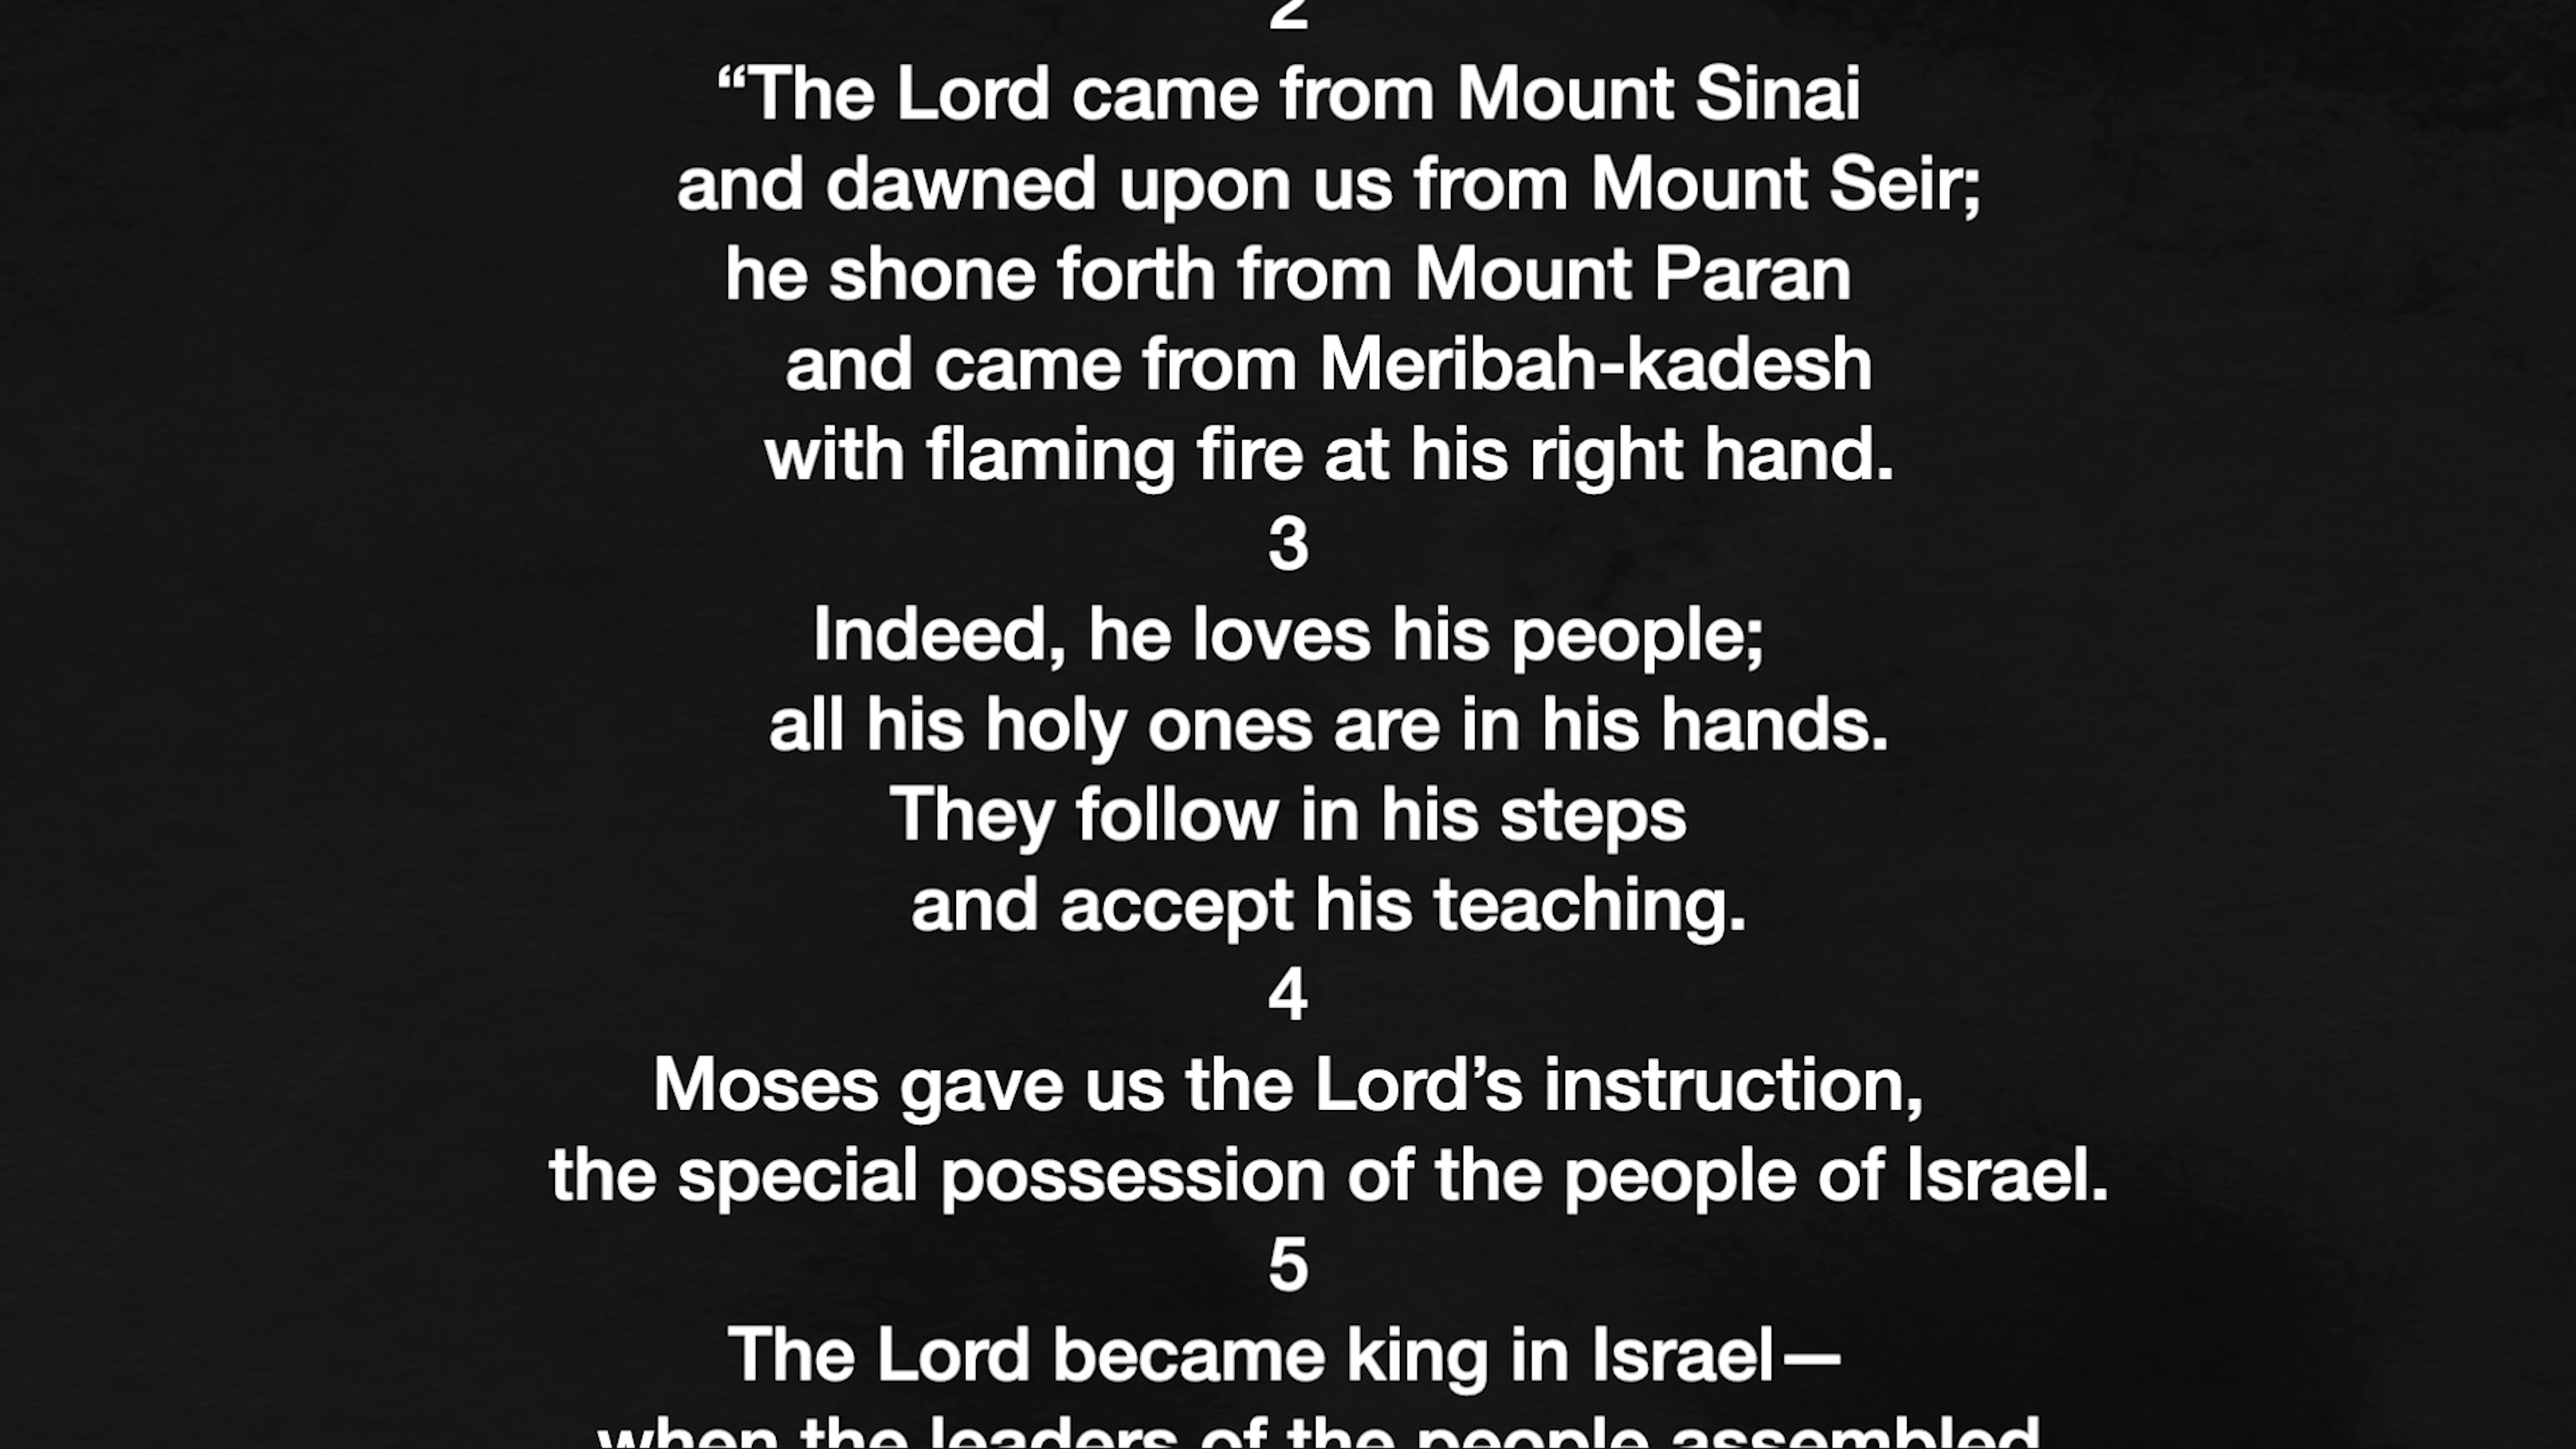 2
“The Lord came from Mount Sinai
and dawned upon us from Mount Seir;
he shone forth from Mount Paran
and came from Meribah-kadesh
with flaming fire at his right hand.
3
Indeed, he loves his people;
all his holy ones are in his hands.
They follow in his steps
and accept his teaching.
4
Moses gave us the Lord’s instruction,
the special possession of the people of Israel.
5
The Lord became king in Israel—
when the leaders of the people assembled